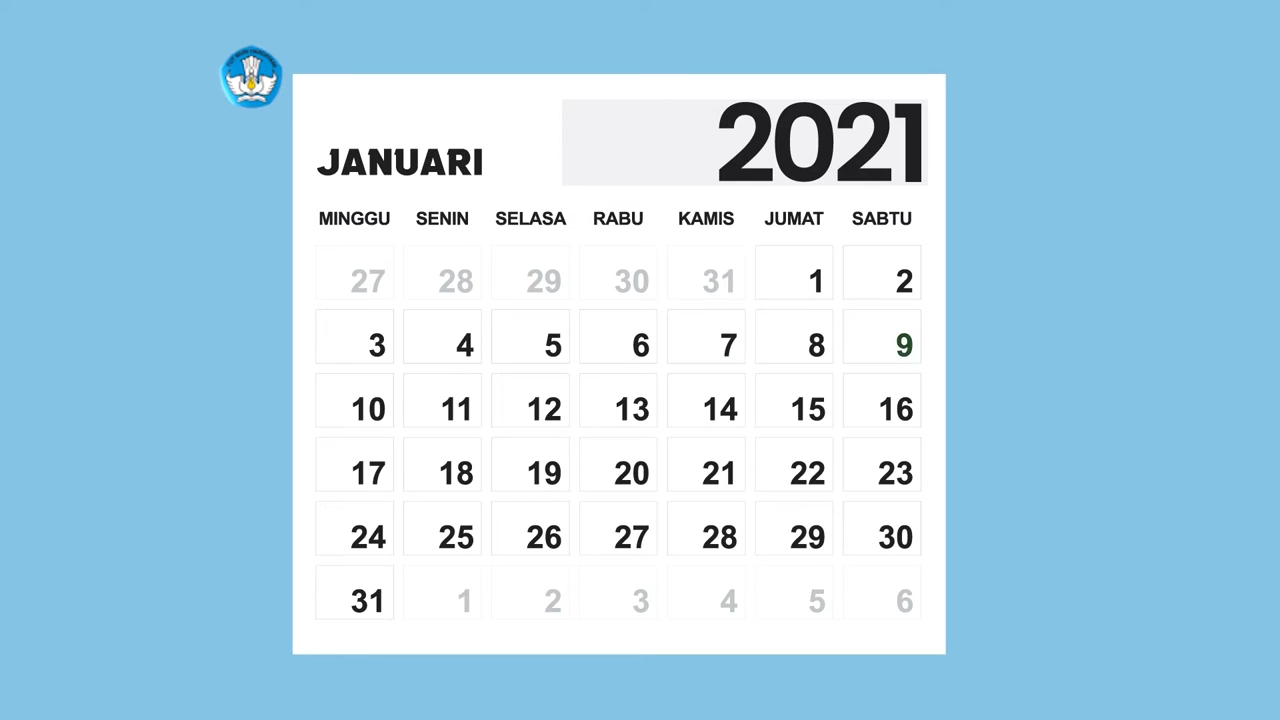 JANUARI
2021
MINGGU SENIN SELASA RABU KAMIS JUMAT SABTU
27 28 29 30 31 1 2
3 4 5 6 7 8 9
10 11 12 13 14 15 16
17 18 19 20 21 22 23
24 25 26 27 28 29 30
31 1 2 3 4 5 6